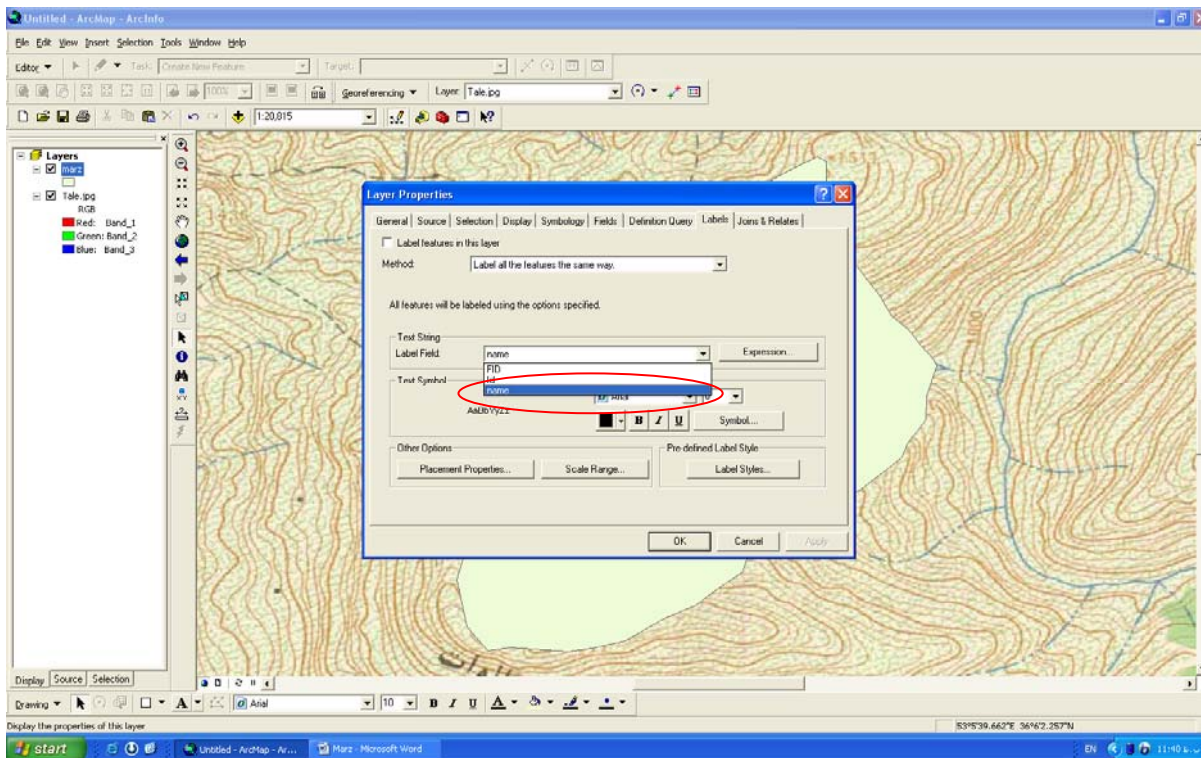 Untitled - ArcMap - ArcInfo
File Edit View Insert Selection Tools Window Help
Editor Task: Create New Feature Target:
100% Georeferencing Layer: Tale.jpg
1:20,015
Layers
marz
Tale.jpg
RGB
Red: Band_1
Green: Band_2
Blue: Band_3
Layer Properties
General Source Selection Display Symbology Fields Definition Query Labels Joins & Relates
Label features in this layer
Method: Label all the features the same way.
All features will be labeled using the options specified.
Text String
Label Field: name Expression...
FID
Id
name
Text Symbol
Arial
AaBbYyZz
B I U Symbol...
Other Options
Pre-defined Label Style
Placement Properties... Scale Range... Label Styles...
OK Cancel Apply
1800
Display Source Selection
Drawing A Arial 10 B I U A
Display the properties of this layer
53°5'39.662"E 36°6'2.257"N
start Untitled - ArcMap - Ar... Marz - Microsoft Word EN 11:40 ب.ظ